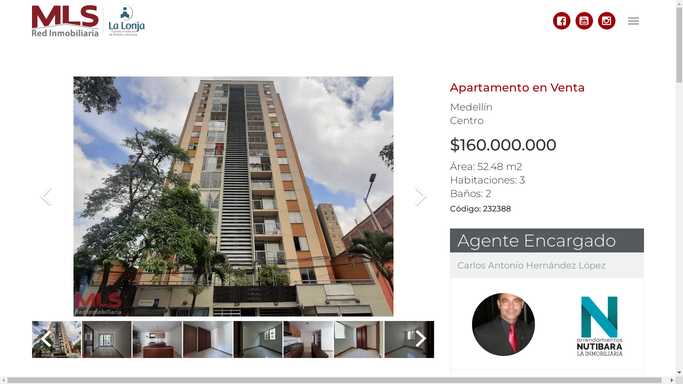 MLS
Red Inmobiliaria
La Lonja
Apartamento en Venta
Medellín
Centro
$160.000.000
Área: 52.48 m2
Habitaciones: 3
Baños: 2
Código: 232388
MLS
Red Inmobiliaria
Agente Encargado
Carlos Antonio Hernández López
N
arrendamientos
NUTIBARA
LA INMOBILIARIA